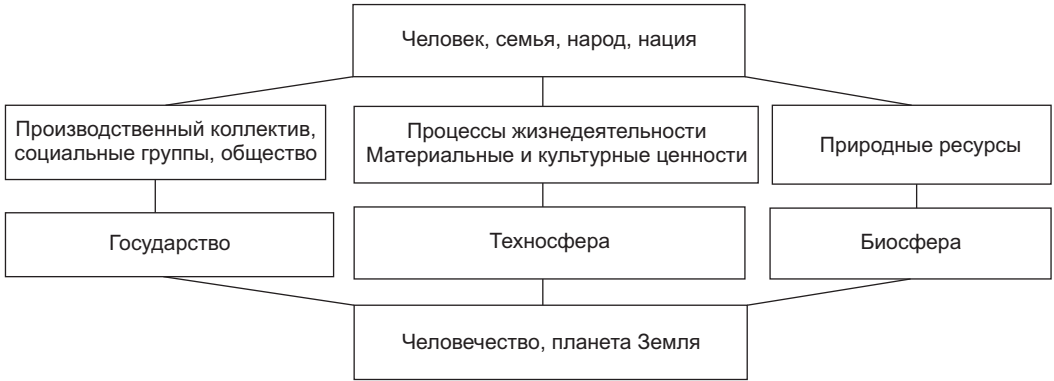 Человек, семья, народ, нация
Производственный коллектив,
социальные группы, общество
Процессы жизнедеятельности
Материальные и культурные ценности
Природные ресурсы
Государство
Техносфера
Биосфера
Человечество, планета Земля